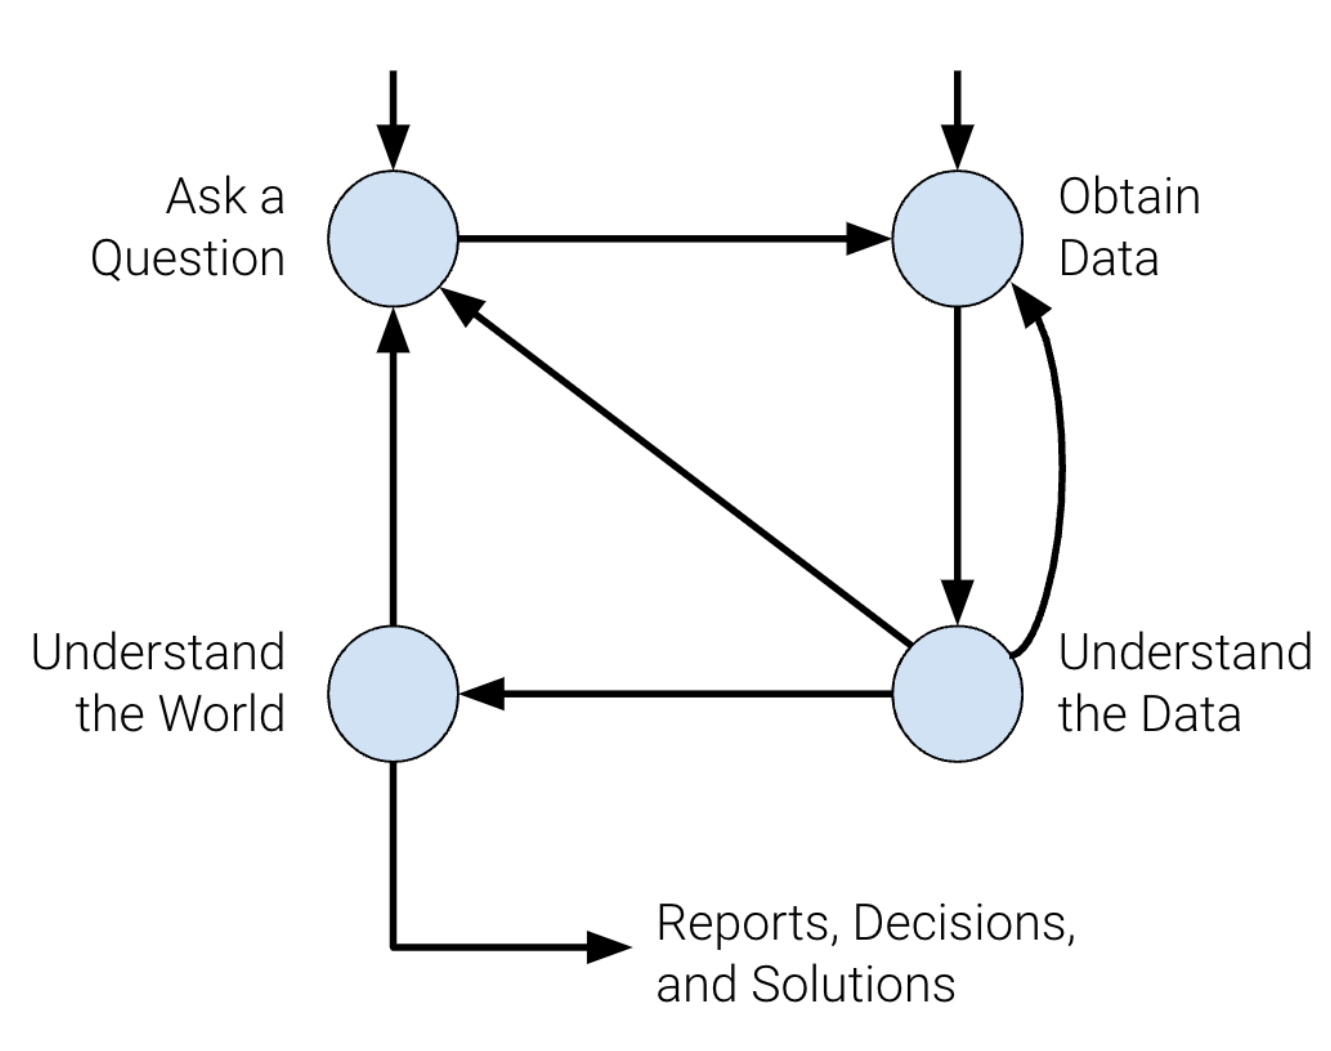 Ask a
Question
Obtain
Data
Understand
the World
Understand
the Data
Reports, Decisions,
and Solutions